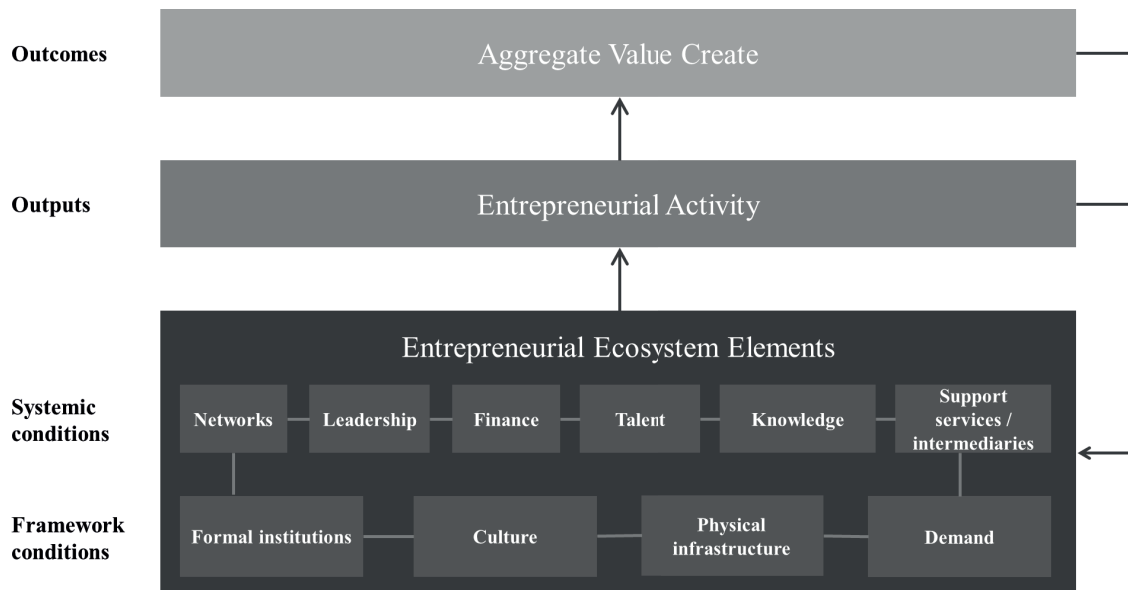 Outcomes
Aggregate Value Create
Outputs
Entrepreneurial Activity
Entrepreneurial Ecosystem Elements
Systemic
conditions
Networks
Leadership
Finance
Talent
Knowledge
Support
services /
intermediaries
Framework
conditions
Formal institutions
Culture
Physical
infrastructure
Demand